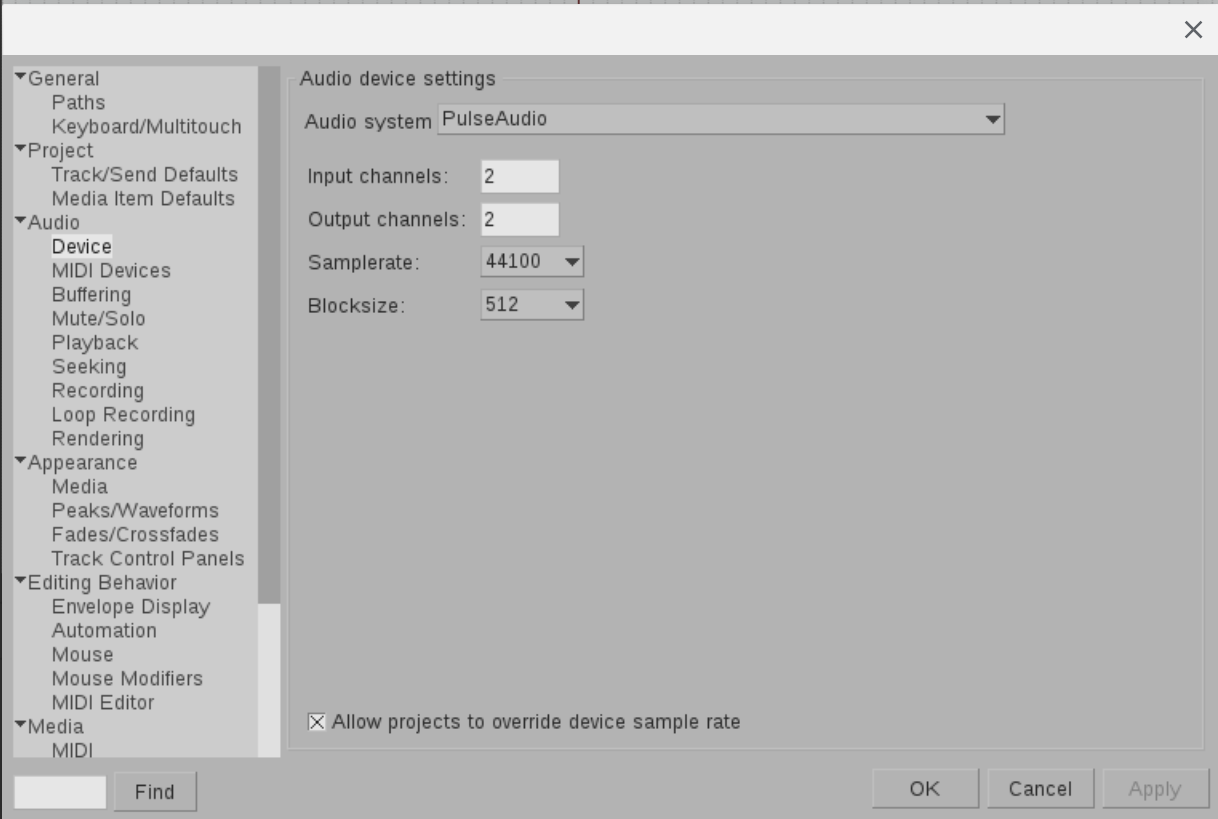 General
Paths
Keyboard/Multitouch
Project
Track/Send Defaults
Media Item Defaults
Audio
Device
MIDI Devices
Buffering
Mute/Solo
Playback
Seeking
Recording
Loop Recording
Rendering
Appearance
Media
Peaks/Waveforms
Fades/Crossfades
Track Control Panels
Editing Behavior
Envelope Display
Automation
Mouse
Mouse Modifiers
MIDI Editor
Media
MIDI
Find
Audio device settings
Audio system PulseAudio
Input channels: 2
Output channels: 2
Samplerate: 44100
Blocksize: 512
Allow projects to override device sample rate
OK Cancel Apply